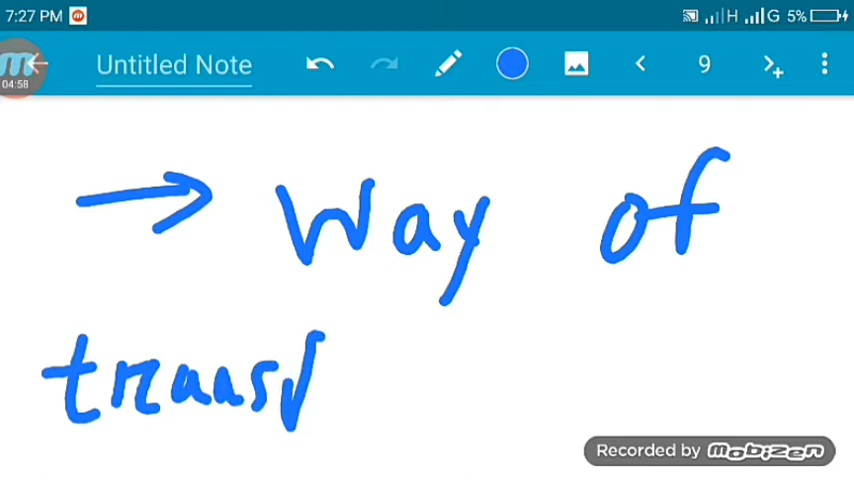 7:27 PM H G 5%
04:58 Untitled Note 9
→ Way of
Recorded by Mobizen